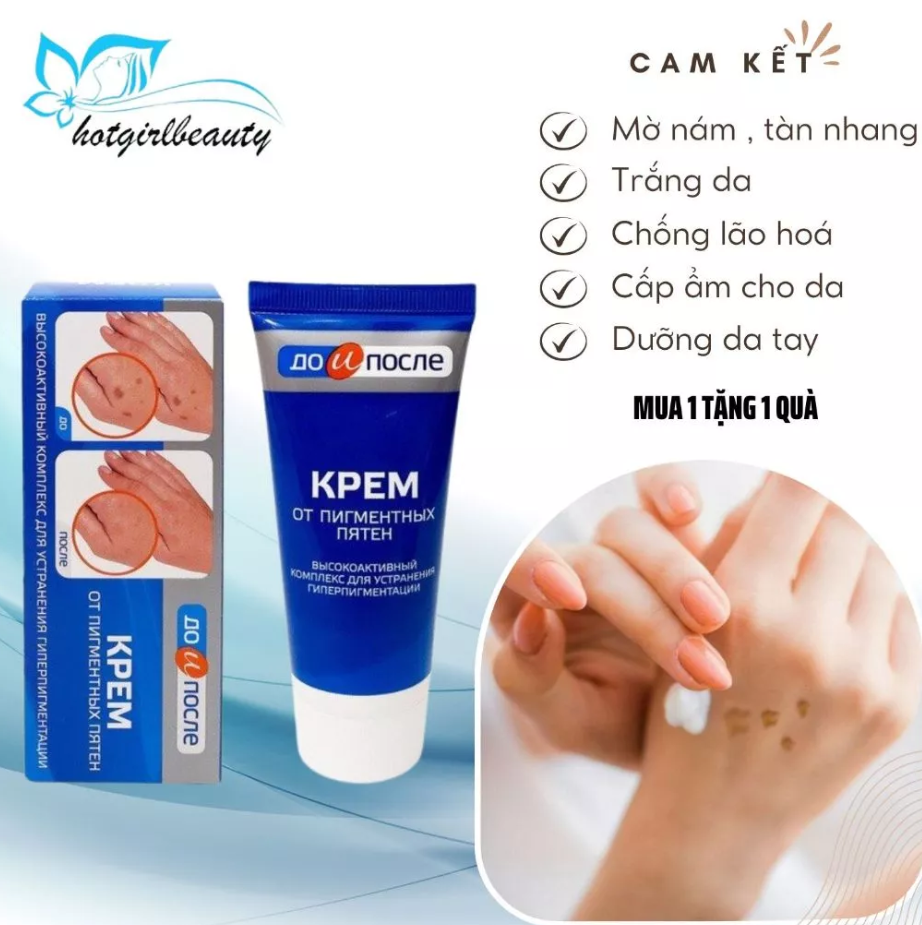 hotgirlbeauty
CAM KẾT
Mờ nám , tàn nhang
Trắng da
Chống lão hoá
Cấp ẩm cho da
Dưỡng da tay
MUA 1 TẶNG 1 QUÀ
ВЫСОКОАКТИВНЫЙ КОМПЛЕКС ДЛЯ УСТРАНЕНИЯ ГИПЕРПИГМЕНТАЦИИ
до
после
КРЕМ
ОТ ПИГМЕНТНЫХ ПЯТЕН
до и после
до и после
КРЕМ
ОТ ПИГМЕНТНЫХ
ПЯТЕН
ВЫСОКОАКТИВНЫЙ
КОМПЛЕКС ДЛЯ УСТРАНЕНИЯ
ГИПЕРПИГМЕНТАЦИИ